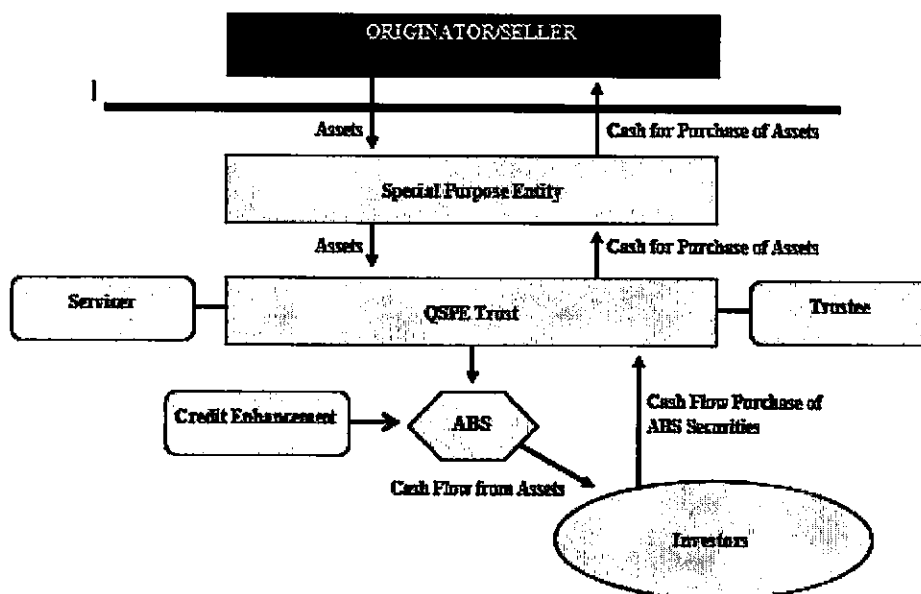 ORIGINATOR/SELLER
Assets
Cash for Purchase of Assets
Special Purpose Entity
Assets
Cash for Purchase of Assets
Servicer
QSPE Trust
Trustee
Credit Enhancement
ABS
Cash Flow Purchase of
ABS Securities
Cash Flow from Assets
Investors